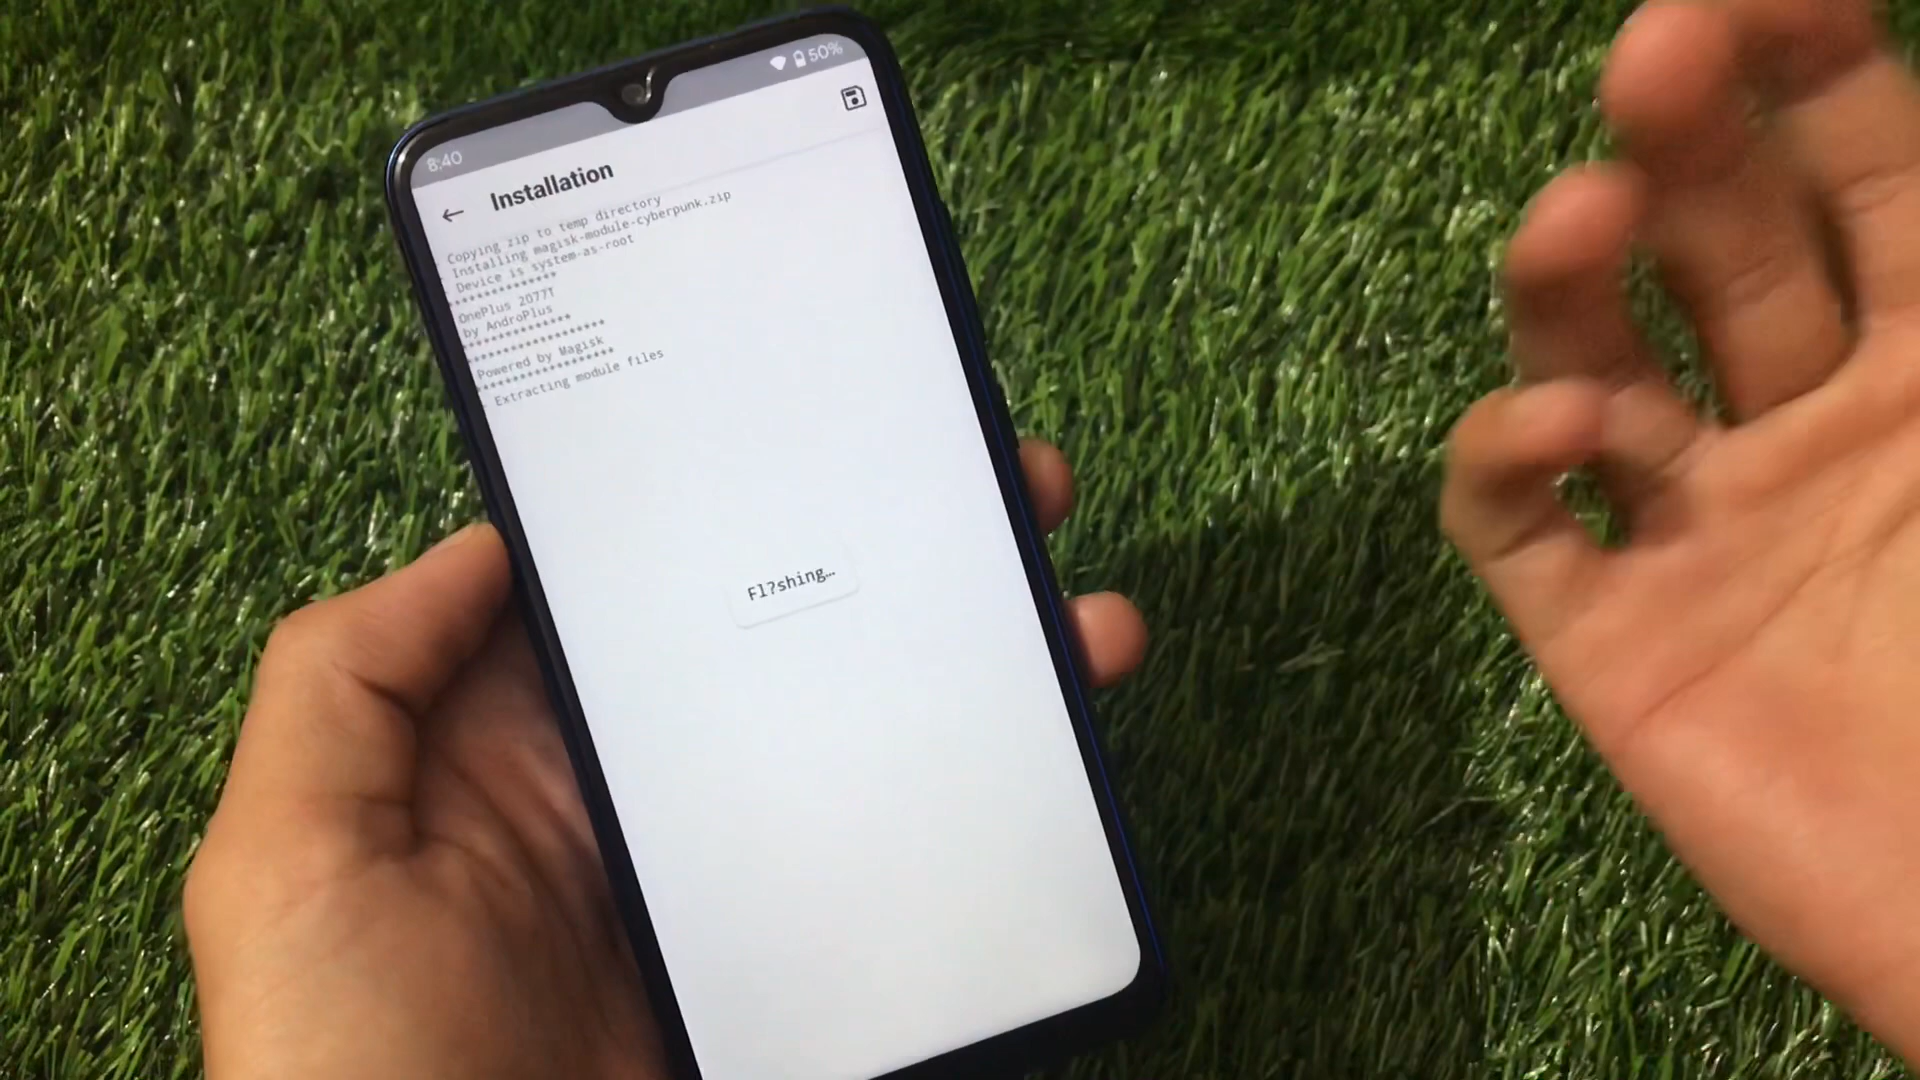 8:40
50%
Installation
Copying zip to temp directory
- Installing magisk-module-cyberpunk.zip
- Device is system-as-root
***************
OnePlus 2077T
by AndroPlus
***************
*******************
Powered by Magisk
*******************
- Extracting module files
Fl?shing…